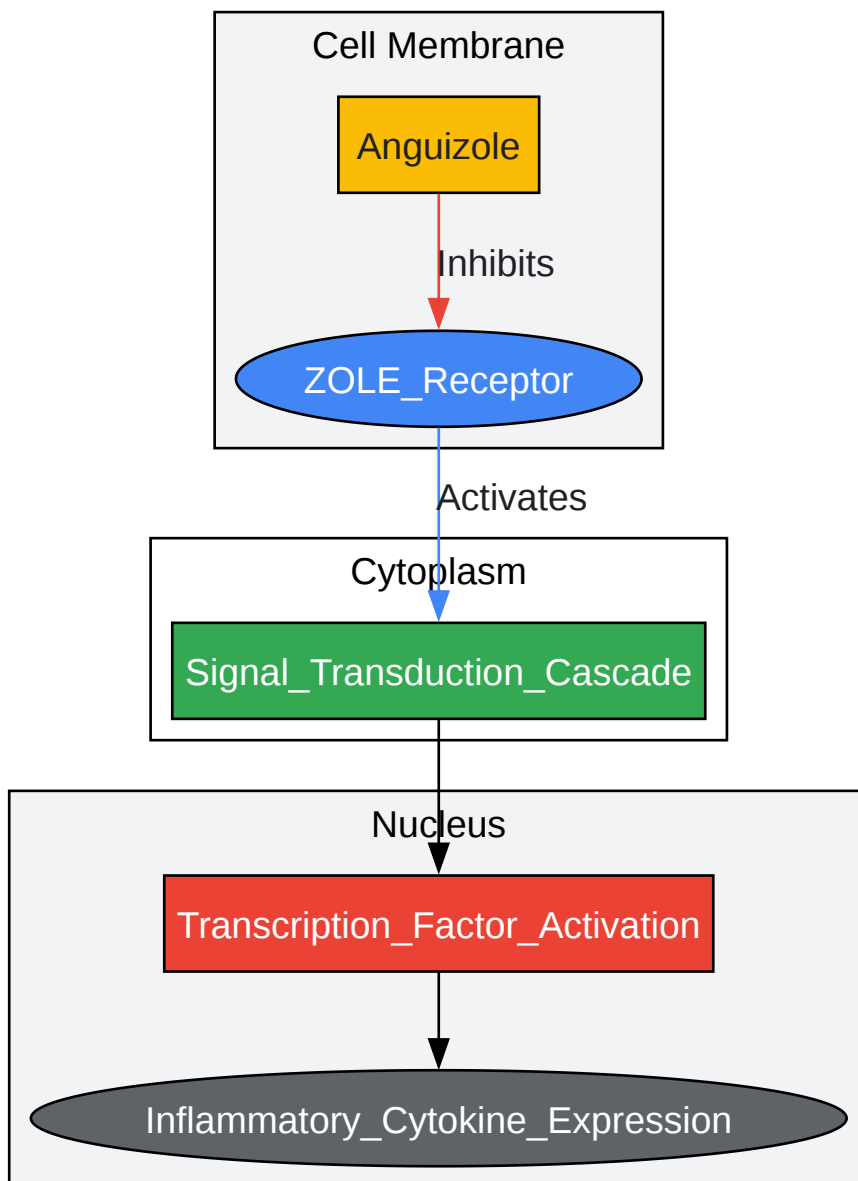 Cell Membrane
Anguizole
Inhibits
ZOLE_Receptor
Activates
Cytoplasm
Signal_Transduction_Cascade
Nucleus
Transcription_Factor_Activation
Inflammatory_Cytokine_Expression